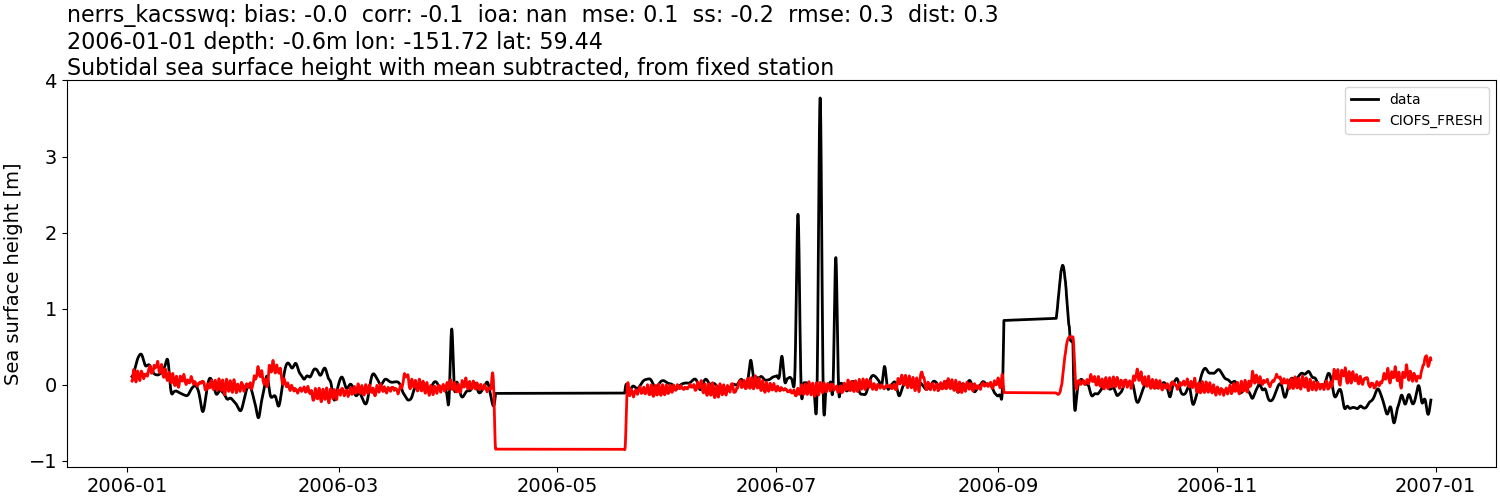 nerrs_kacsswq: bias: -0.0  corr: -0.1  ioa: nan  mse: 0.1  ss: -0.2  rmse: 0.3  dist: 0.3
2006-01-01 depth: -0.6m lon: -151.72 lat: 59.44
Subtidal sea surface height with mean subtracted, from fixed station
data
CIOFS_FRESH
Sea surface height [m]
4
3
2
1
0
−1
2006-01
2006-03
2006-05
2006-07
2006-09
2006-11
2007-01